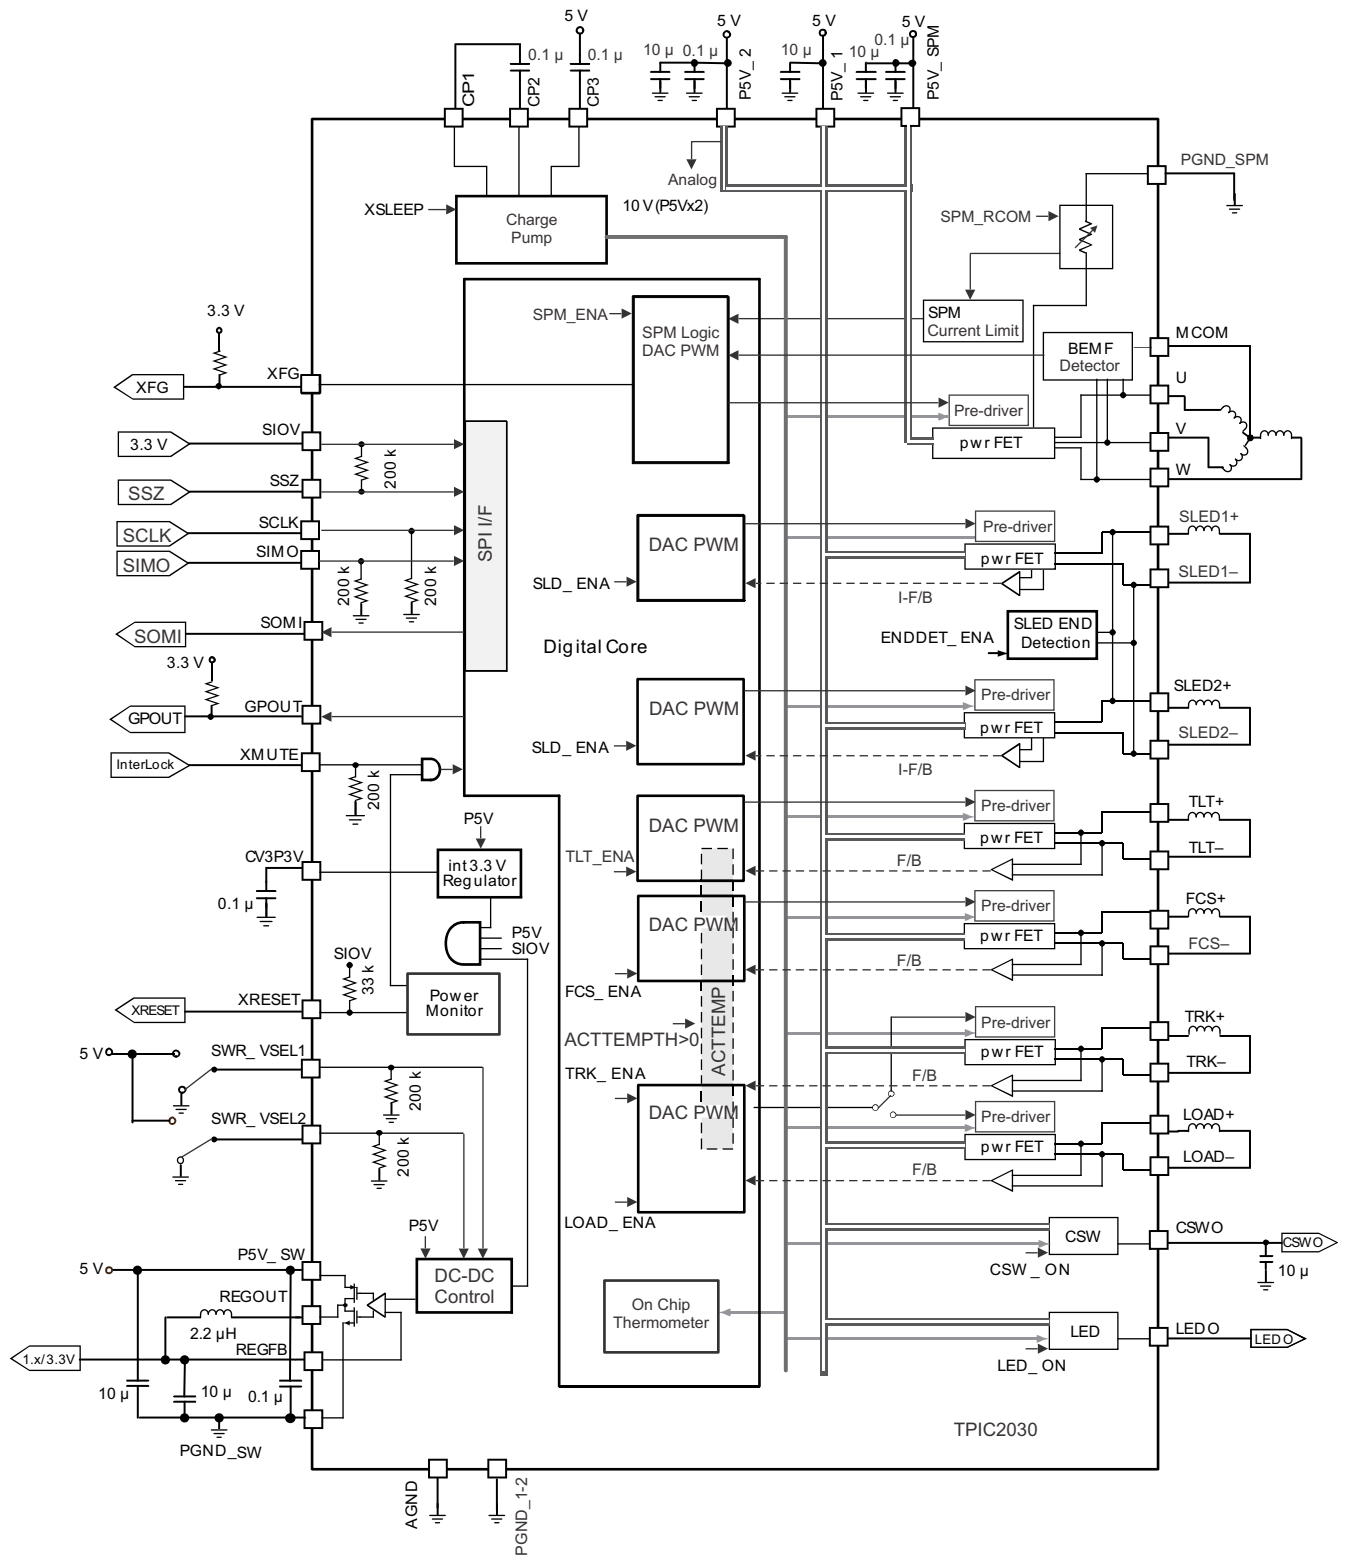 5 V
0.1 µ
0.1 µ
CP1
CP2
CP3
5 V
10 µ
0.1 µ
P5V_2
5 V
10 µ
P5V_1
5 V
10 µ
0.1 µ
P5V_SPM
PGND_SPM
Analog
10 V (P5Vx2)
XSLEEP
Charge
Pump
SPM_RCOM
SPM
Current Limit
SPM_ENA
SPM Logic
DAC PWM
BEMF
Detector
MCOM
U
V
W
Pre-driver
pwr FET
3.3 V
XFG
XFG
SIOV
3.3 V
200 k
SSZ
SSZ
SCLK
SCLK
SIMO
SIMO
200 k
200 k
SPI I/F
SOMI
SOMI
3.3 V
GPOUT
GPOUT
XMUTE
InterLock
200 k
DAC PWM
SLD_ENA
Pre-driver
pwr FET
I-F/B
SLED1+
SLED1–
Digital Core
ENDDET_ENA
SLED END
Detection
DAC PWM
SLD_ENA
Pre-driver
pwr FET
I-F/B
SLED2+
SLED2–
P5V
int 3.3 V
Regulator
CV3P3V
0.1 µ
P5V
SIOV
DAC PWM
TLT_ENA
Pre-driver
pwr FET
F/B
TLT+
TLT–
DAC PWM
FCS_ENA
Pre-driver
pwr FET
F/B
FCS+
FCS–
SIOV
33 k
XRESET
XRESET
Power
Monitor
ACTTEMPTH>0
ACTTEMP
TRK_ENA
DAC PWM
LOAD_ENA
Pre-driver
pwr FET
F/B
TRK+
TRK–
Pre-driver
pwr FET
F/B
LOAD+
LOAD–
5 V
SWR_VSEL1
200 k
SWR_VSEL2
200 k
P5V
DC-DC
Control
P5V_SW
5 V
REGOUT
2.2 µH
REGFB
1.x/3.3V
10 µ
10 µ
0.1 µ
PGND_SW
On Chip
Thermometer
CSW
CSW_ON
CSWO
CSWO
10 µ
LED
LED_ON
LEDO
LEDO
TPIC2030
AGND
PGND_1-2